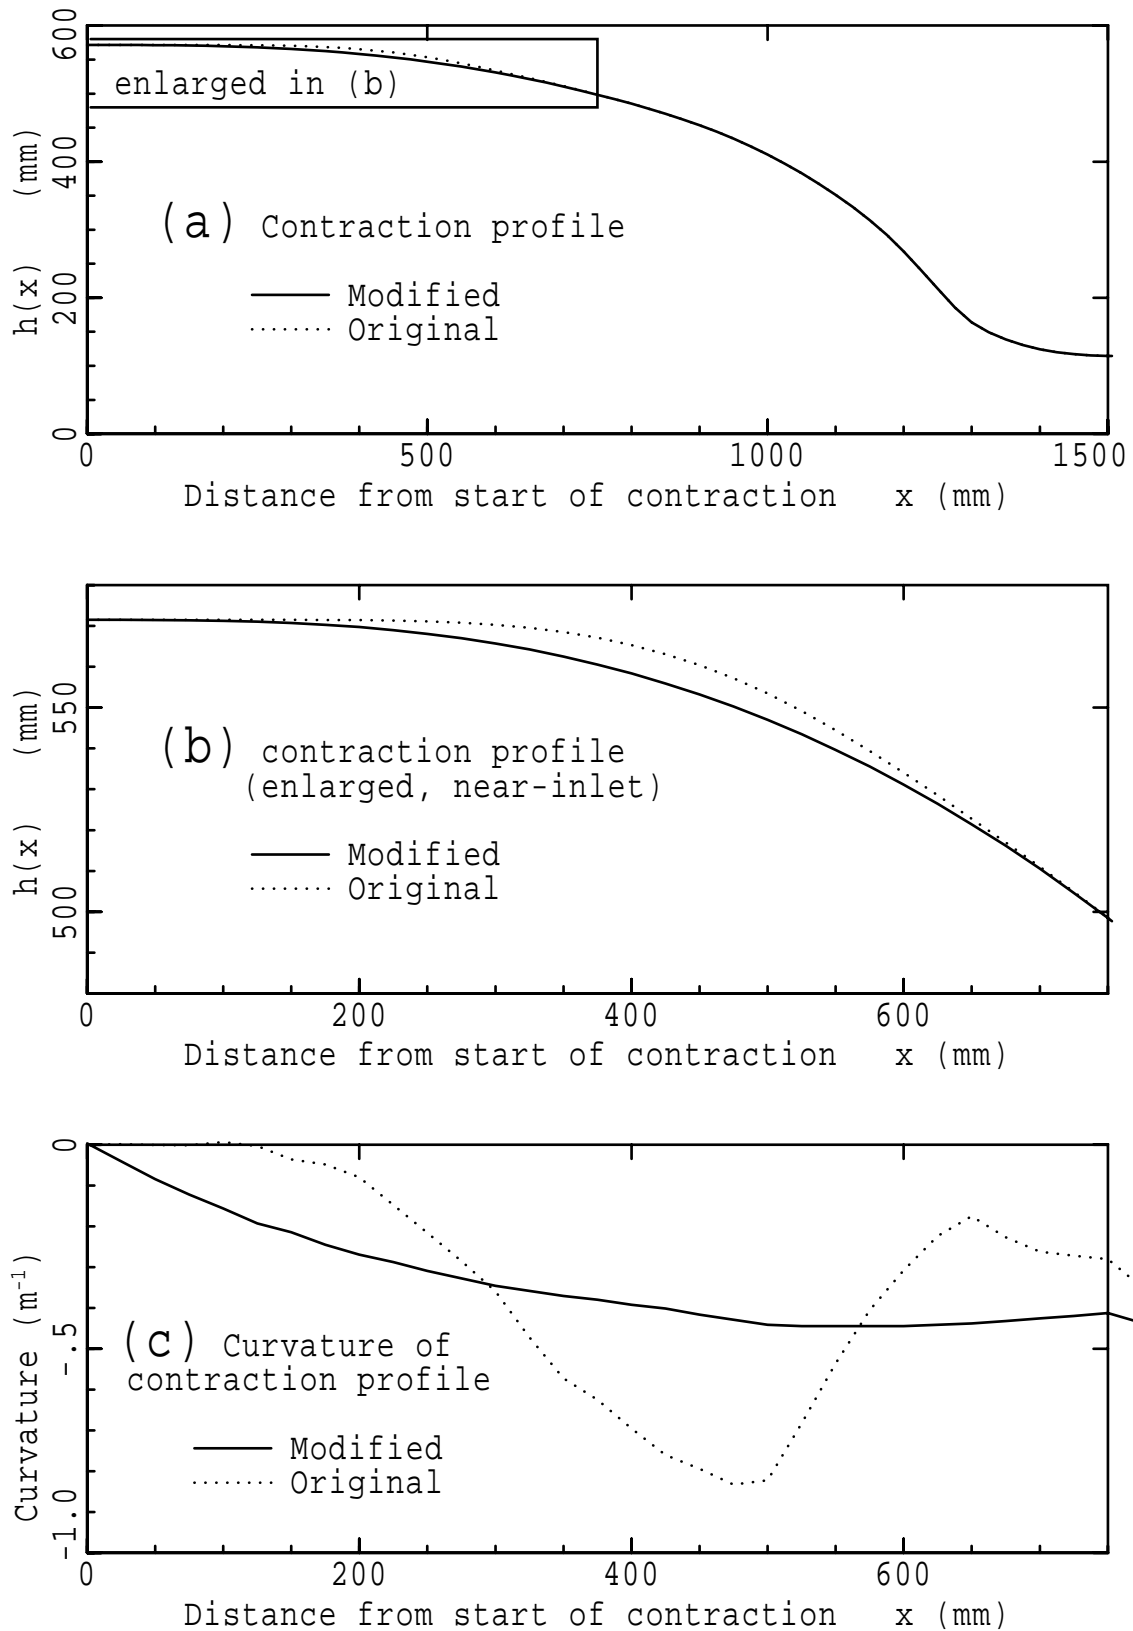 600
400
200
0
h(x) (mm)
enlarged in (b)
(a) Contraction profile
Modified
Original
0 500 1000 1500
Distance from start of contraction x (mm)
550
500
h(x) (mm)
(b) contraction profile
(enlarged, near-inlet)
Modified
Original
0 200 400 600
Distance from start of contraction x (mm)
0
-.5
-1.0
Curvature (m⁻¹)
(c) Curvature of
contraction profile
Modified
Original
0 200 400 600
Distance from start of contraction x (mm)